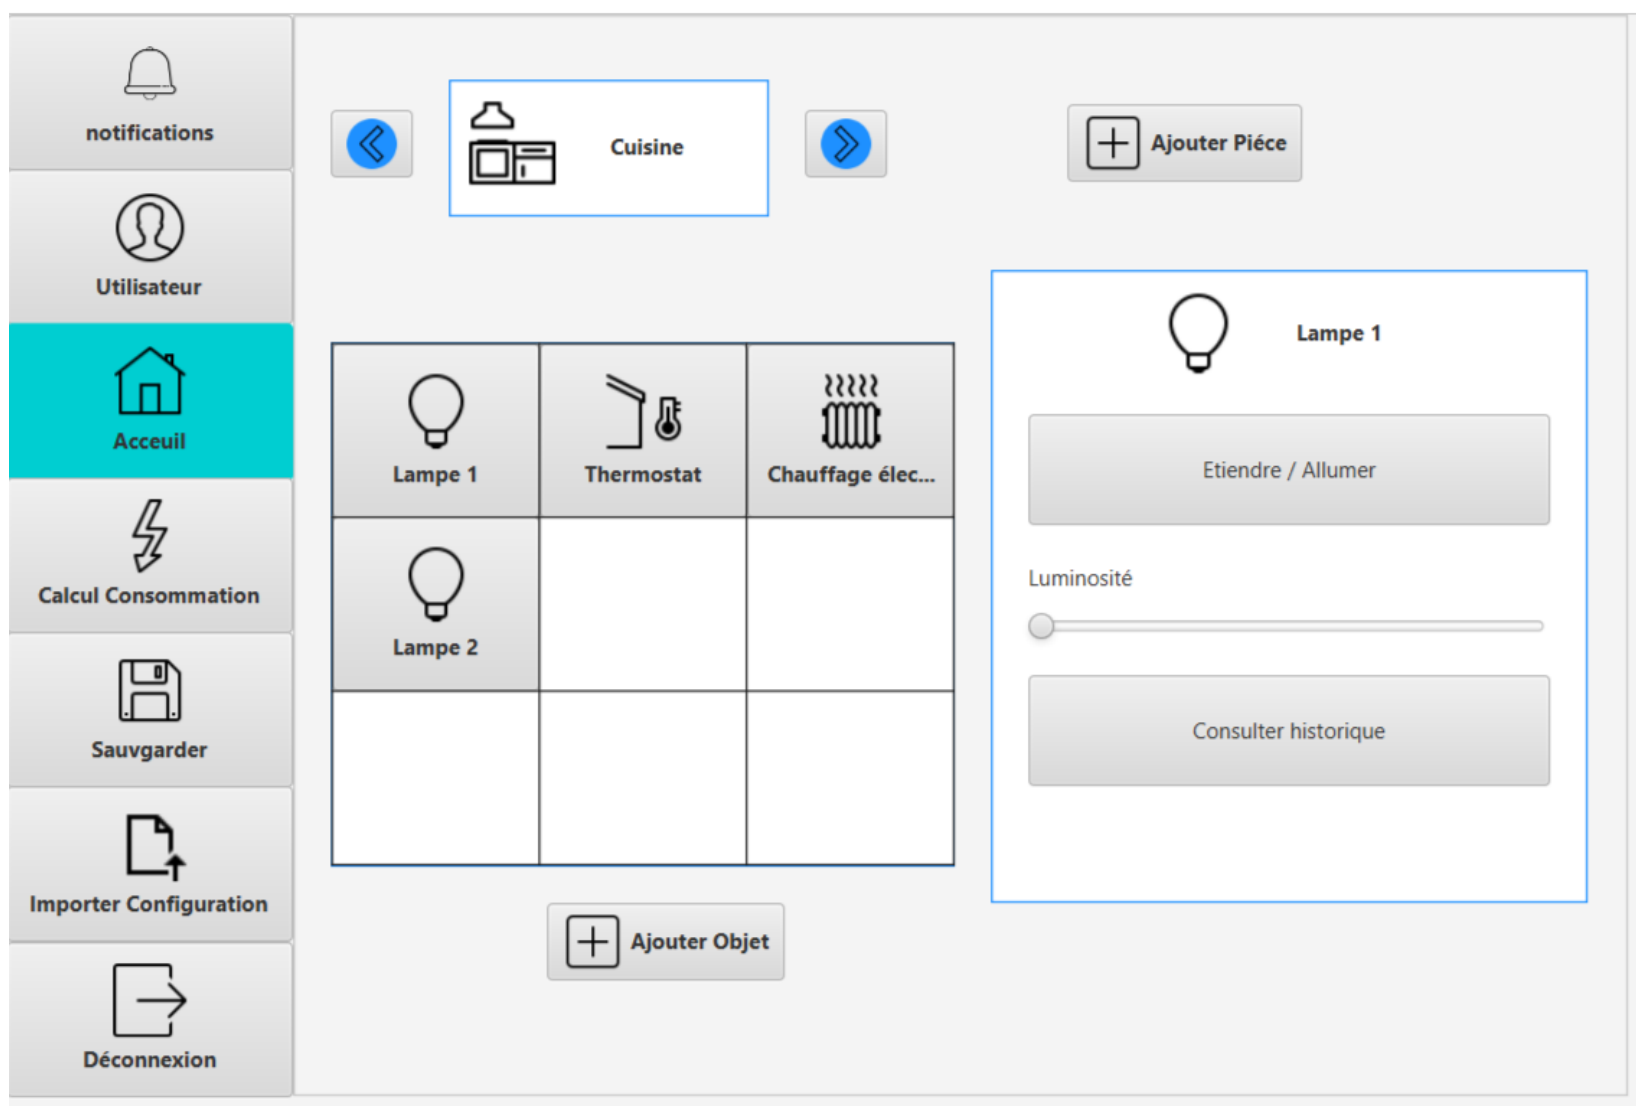 notifications
Utilisateur
Acceuil
Calcul Consommation
Sauvgarder
Importer Configuration
Déconnexion
Cuisine
Ajouter Piéce
Lampe 1
Thermostat
Chauffage élec...
Lampe 2
Ajouter Objet
Lampe 1
Etiendre / Allumer
Luminosité
Consulter historique